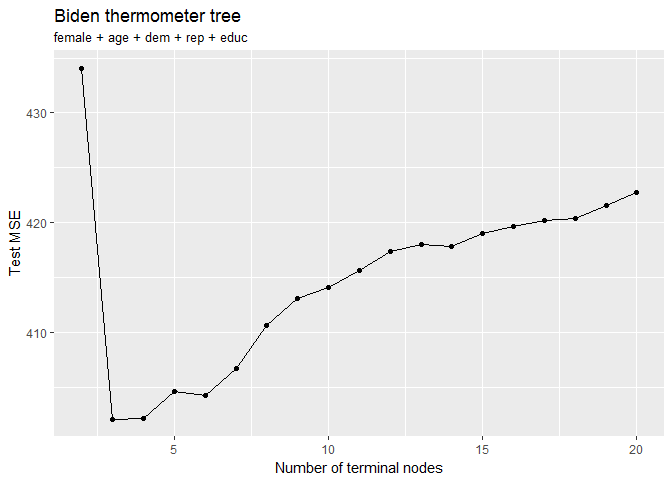 Biden thermometer tree
female + age + dem + rep + educ
430
420
410
Test MSE
5
10
15
20
Number of terminal nodes